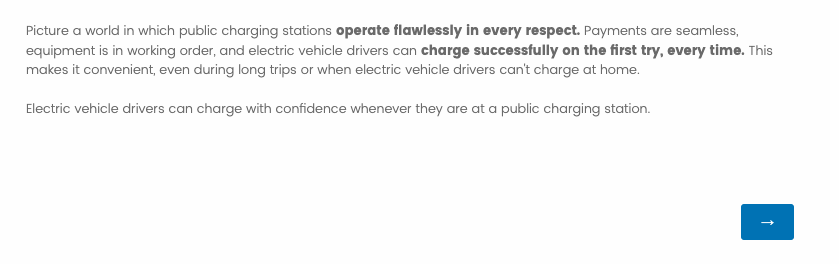 Picture a world in which public charging stations operate flawlessly in every respect. Payments are seamless,
equipment is in working order, and electric vehicle drivers can charge successfully on the first try, every time. This
makes it convenient, even during long trips or when electric vehicle drivers can't charge at home.
Electric vehicle drivers can charge with confidence whenever they are at a public charging station.
→